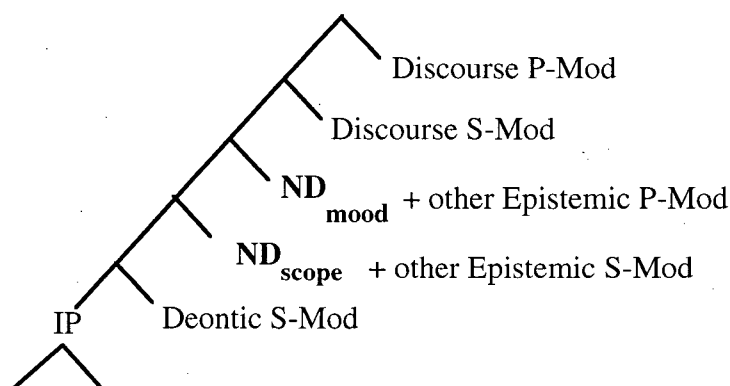 Discourse P-Mod
Discourse S-Mod
ND mood + other Epistemic P-Mod
ND scope + other Epistemic S-Mod
Deontic S-Mod
IP